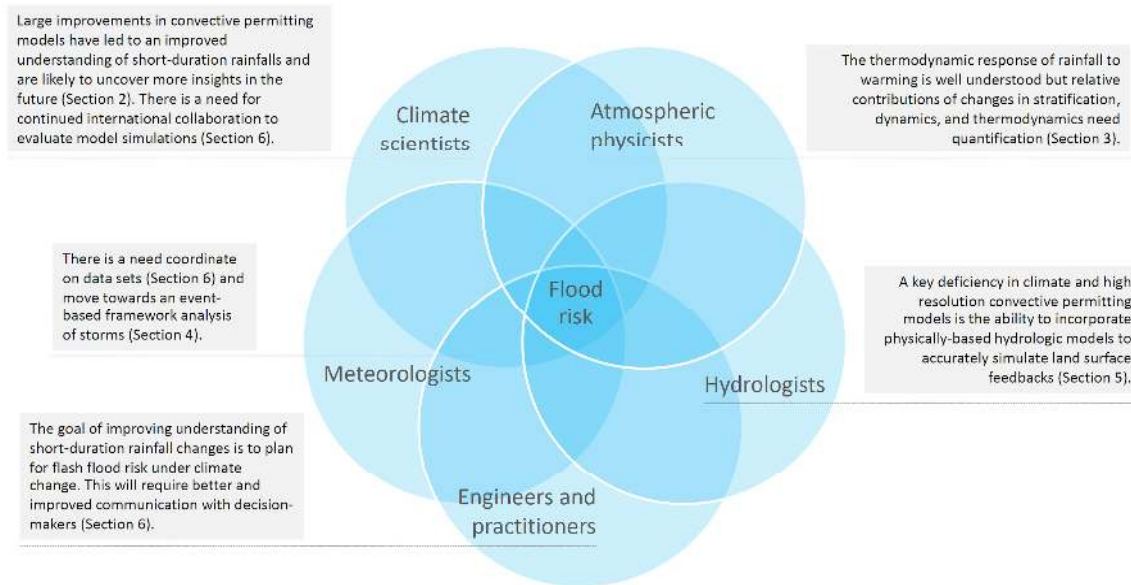 Large improvements in convective permitting
models have led to an improved
understanding of short-duration rainfalls and
are likely to uncover more insights in the
future (Section 2). There is a need for
continued international collaboration to
evaluate model simulations (Section 6).
Climate
scientists
Atmospheric
physicists
The thermodynamic response of rainfall to
warming is well understood but relative
contributions of changes in stratification,
dynamics, and thermodynamics need
quantification (Section 3).
There is a need coordinate
on data sets (Section 6) and
move towards an event-
based framework analysis
of storms (Section 4).
Flood
risk
A key deficiency in climate and high
resolution convective permitting
models is the ability to incorporate
physically-based hydrologic models to
accurately simulate land surface
feedbacks (Section 5).
Meteorologists
Hydrologists
The goal of improving understanding of
short-duration rainfall changes is to plan
for flash flood risk under climate
change. This will require better and
improved communication with decision-
makers (Section 6).
Engineers and
practitioners